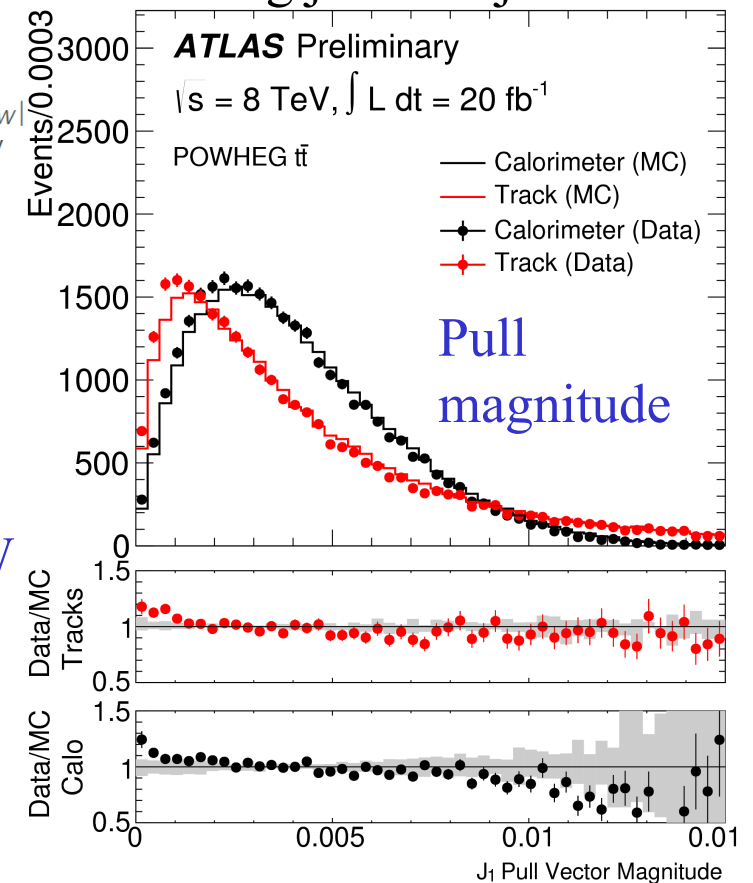 3000
ATLAS Preliminary
√s = 8 TeV, ∫ L dt = 20 fb-1
w|
Events/0.0003
2500
POWHEG tt̄
Calorimeter (MC)
Track (MC)
2000
Calorimeter (Data)
Track (Data)
1500
Pull
magnitude
1000
500
0
1.5
Data/MC
Tracks
1
0.5
1.5
Data/MC
Calo
1
0.5
0
0.005
0.01
0.01
J1 Pull Vector Magnitude